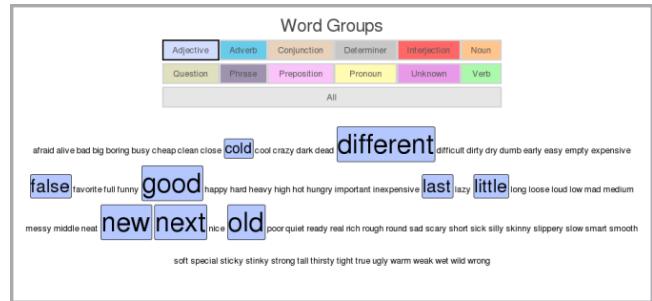 Word Groups
Adjective Adverb Conjunction Determiner Interjection Noun
Question Phrase Preposition Pronoun Unknown Verb
All
afraid alive bad big boring busy cheap clean close cold cool crazy dark dead different difficult dirty dry dumb early easy empty expensive
false favorite full funny good happy hard heavy high hot hungry important inexpensive last lazy little long loose loud low mad medium
messy middle neat new next nice old poor quiet ready real rich rough round sad scary short sick silly skinny slippery slow smart smooth
soft special sticky stinky strong tall thirsty tight true ugly warm weak wet wild wrong